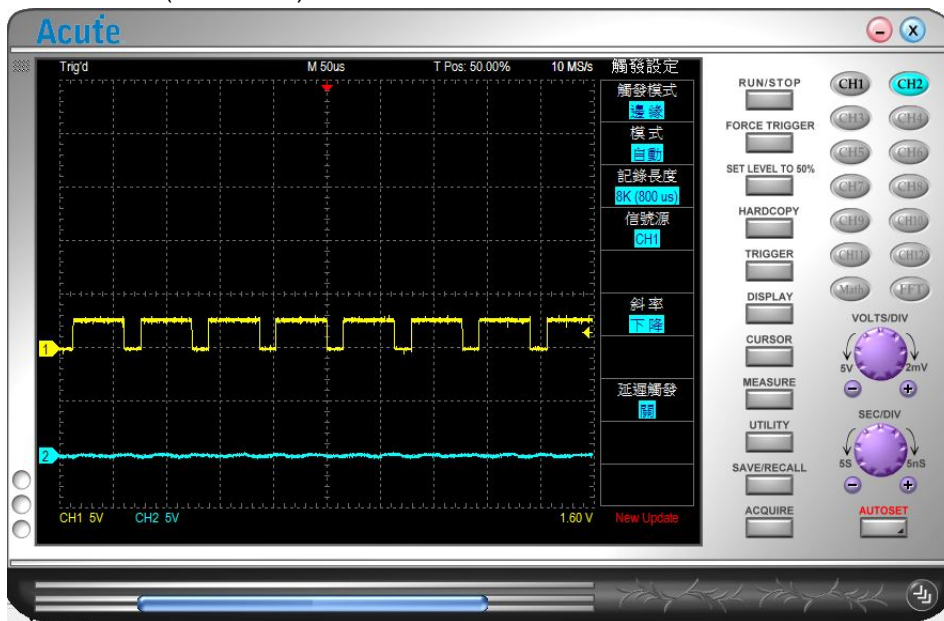 Acute
Trig'd M 50us T Pos: 50.00% 10 MS/s
觸發設定
觸發模式
邊緣
模式
自動
記錄長度
8K (800 us)
信號源
CH1
斜率
下降
延遲觸發
關
1
2
CH1 5V CH2 5V 1.60 V New Update
RUN/STOP
FORCE TRIGGER
SET LEVEL TO 50%
HARDCOPY
TRIGGER
DISPLAY
CURSOR
MEASURE
UTILITY
SAVE/RECALL
ACQUIRE
CH1 CH2
CH3 CH4
CH5 CH6
CH7 CH8
CH9 CH10
CH11 CH12
Math FFT
VOLTS/DIV
5V 2mV
SEC/DIV
5S 5nS
AUTOSET